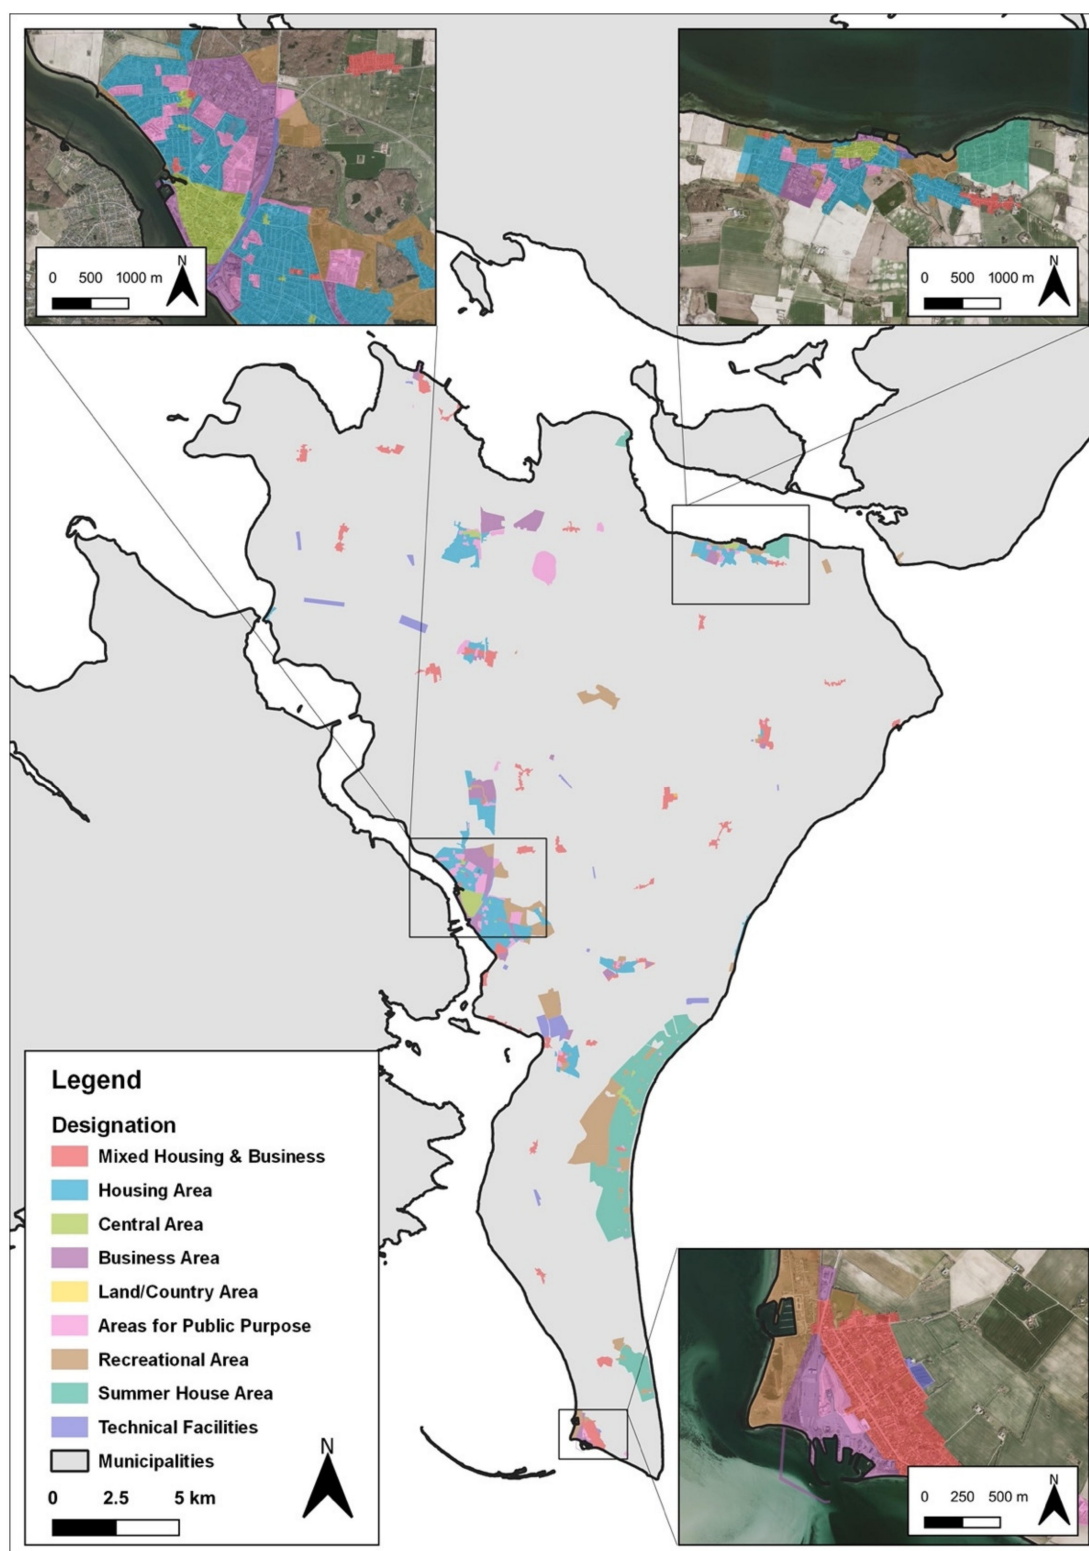 N
0 500 1000 m
N
0 500 1000 m
Legend
Designation
Mixed Housing & Business
Housing Area
Central Area
Business Area
Land/Country Area
Areas for Public Purpose
Recreational Area
Summer House Area
Technical Facilities
Municipalities
N
0 2.5 5 km
N
0 250 500 m